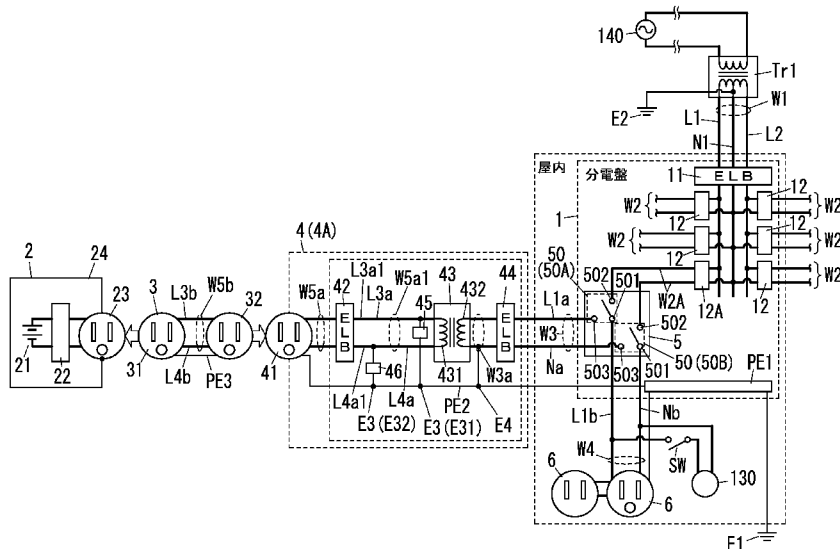 140
Tr1
W1
E2
L1
N1
L2
屋内
分電盤
11
ELB
12
12
W2
W2
12
12
W2
W2
1
12
50
(50A)
502
501
W2A
12A
12
W2
4 (4A)
2
24
23
3
L3b
W5b
32
W5a
42
L3a1
L3a
W5a1
43
45
432
44
L1a
W3
502
5
50 (50B)
21
22
31
L4b
PE3
41
ELB
ELB
46
431
W3a
Na
503
503
501
PE1
L4a1
L4a
PE2
E3 (E32)
E3 (E31)
E4
L1b
Nb
W4
SW
130
6
6
E1